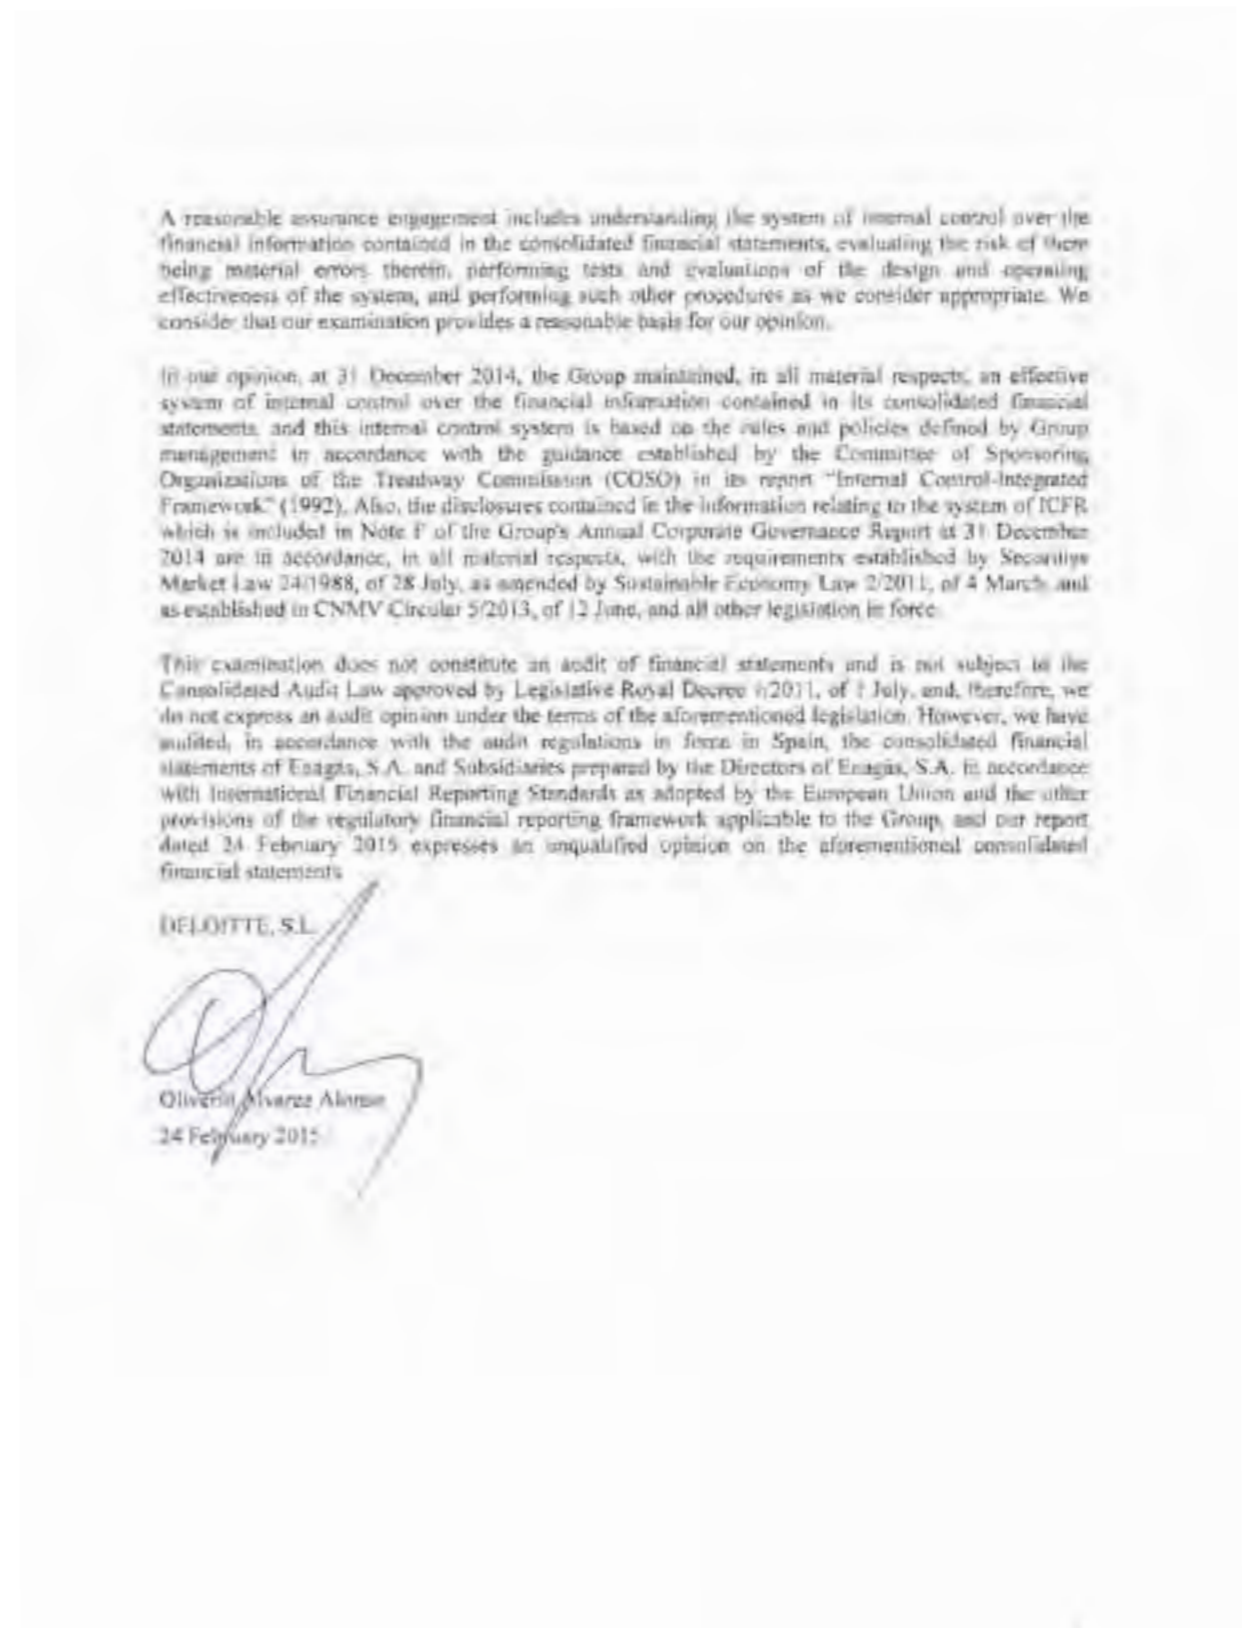 A reasonable assurance engagement includes understanding the system of internal control over the
financial information contained in the consolidated financial statements, evaluating the risk of there
being material errors therein, performing tests and evaluations of the design and operating
effectiveness of the system, and performing such other procedures as we consider appropriate. We
consider that our examination provides a reasonable basis for our opinion.
In our opinion, at 31 December 2014, the Group maintained, in all material respects, an effective
system of internal control over the financial information contained in its consolidated financial
statements, and this internal control system is based on the rules and policies defined by Group
management in accordance with the guidance established by the Committee of Sponsoring
Organizations of the Treadway Commission (COSO) in its report "Internal Control-Integrated
Framework" (1992). Also, the disclosures contained in the information relating to the system of ICFR
which is included in Note F of the Group's Annual Corporate Governance Report at 31 December
2014 are in accordance, in all material respects, with the requirements established by Securities
Market Law 24/1988, of 28 July, as amended by Sustainable Economy Law 2/2011, of 4 March and
as established in CNMV Circular 5/2013, of 12 June, and all other legislation in force.
This examination does not constitute an audit of financial statements and is not subject to the
Consolidated Audit Law approved by Legislative Royal Decree 1/2011, of 1 July, and, therefore, we
do not express an audit opinion under the terms of the aforementioned legislation. However, we have
audited, in accordance with the audit regulations in force in Spain, the consolidated financial
statements of Enagás, S.A. and Subsidiaries prepared by the Directors of Enagás, S.A. in accordance
with International Financial Reporting Standards as adopted by the European Union and the other
provisions of the regulatory financial reporting framework applicable to the Group, and our report
dated 24 February 2015 expresses an unqualified opinion on the aforementioned consolidated
financial statements.
DELOITTE, S.L.
Oliverio Alvarez Alonso
24 February 2015